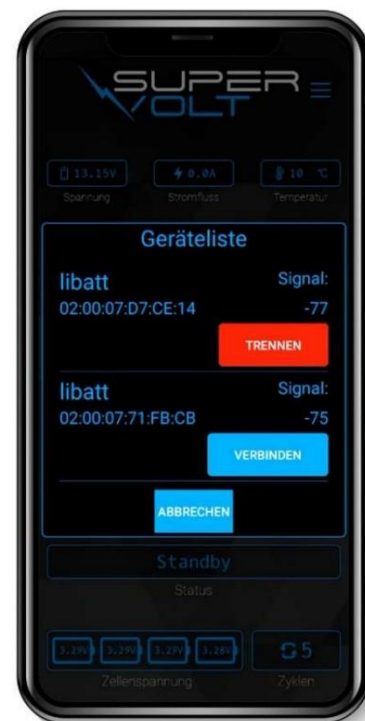 SUPER
VOLT
13.15V
0.0A
10 °C
Spannung
Stromfluss
Temperatur
Geräteliste
libatt
Signal:
02:00:07:D7:CE:14
-77
TRENNEN
libatt
Signal:
02:00:07:71:FB:CB
-75
VERBINDEN
ABBRECHEN
Standby
Status
3.29V
3.29V
3.29V
3.28V
5
Zellenspannung
Zyklen